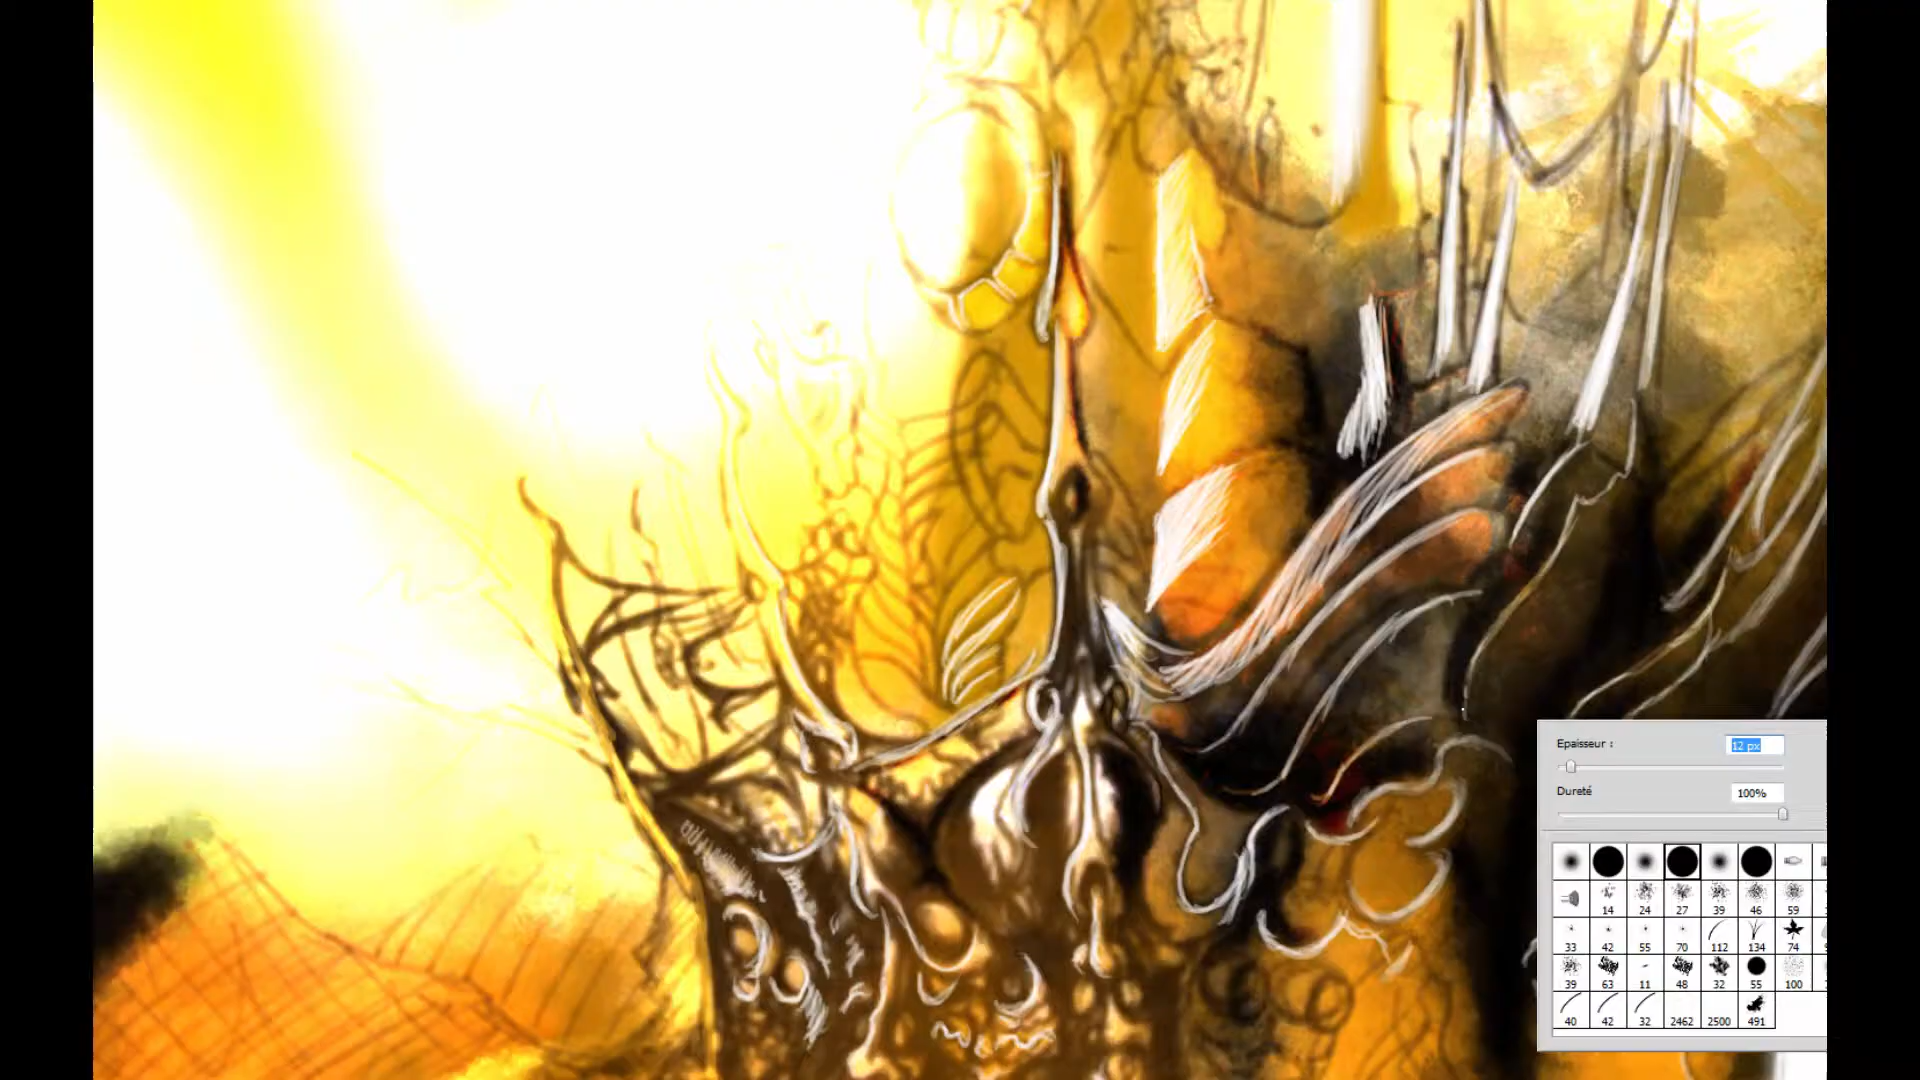 Epaisseur : 12 px
Dureté 100%
14 24 27 39 46 59
33 42 55 70 112 134 74
39 63 11 48 32 55 100
40 42 32 2462 2500 491